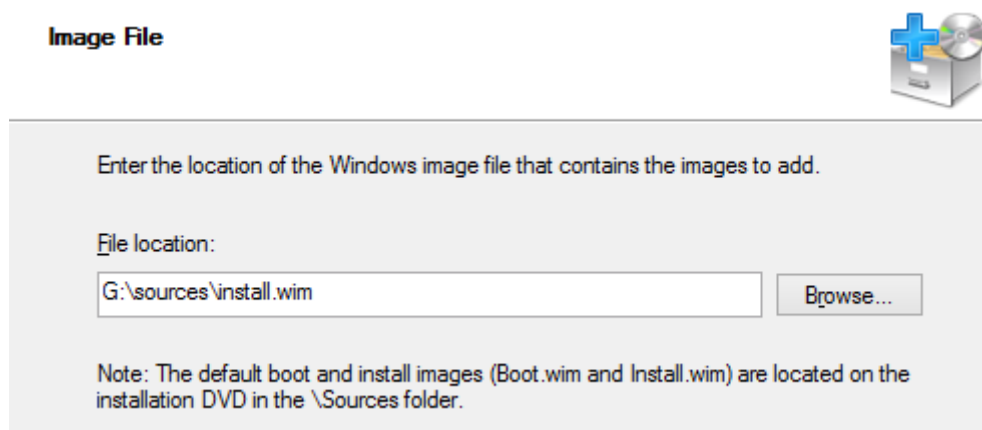 Image File
Enter the location of the Windows image file that contains the images to add.
File location:
G:\sources\install.wim
Browse...
Note: The default boot and install images (Boot.wim and Install.wim) are located on the
installation DVD in the \Sources folder.